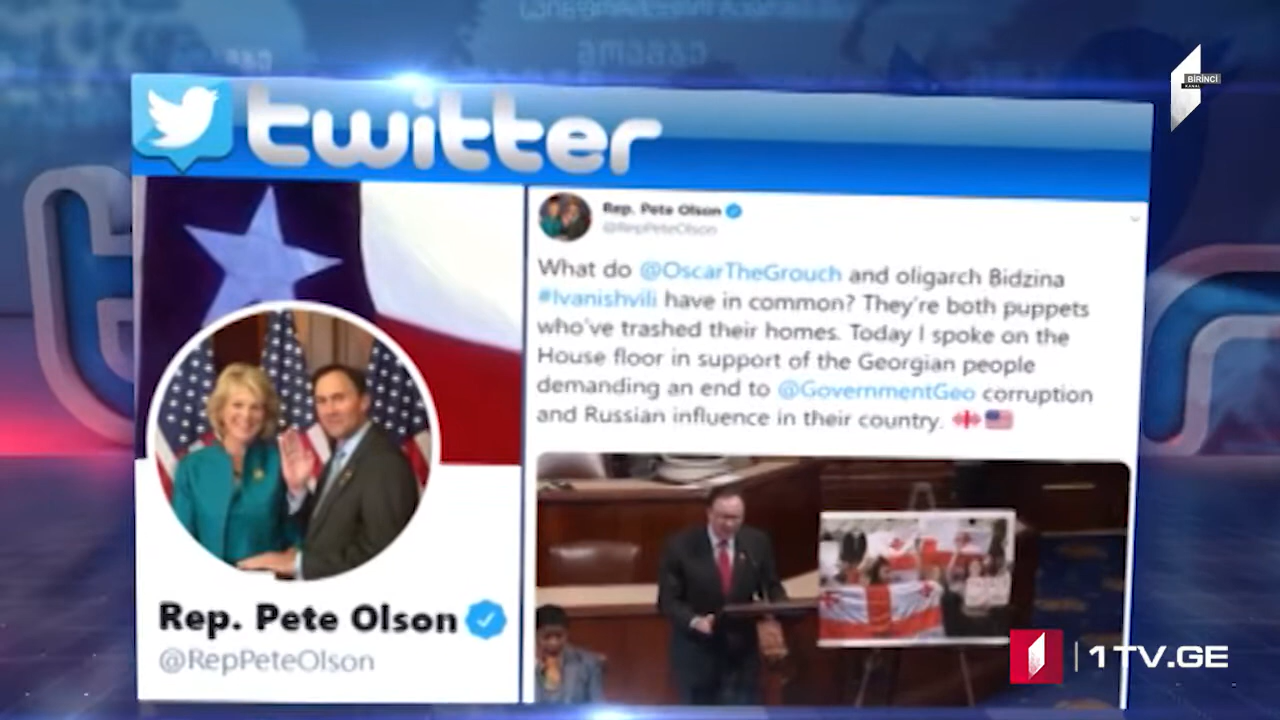 BIRINCI
KANAL
twitter
Rep. Pete Olson
@RepPeteOlson
What do @OscarTheGrouch and oligarch Bidzina
#Ivanishvili have in common? They're both puppets
who've trashed their homes. Today I spoke on the
House floor in support of the Georgian people
demanding an end to @GovernmentGeo corruption
and Russian influence in their country.
Rep. Pete Olson
@RepPeteOlson
1TV.GE